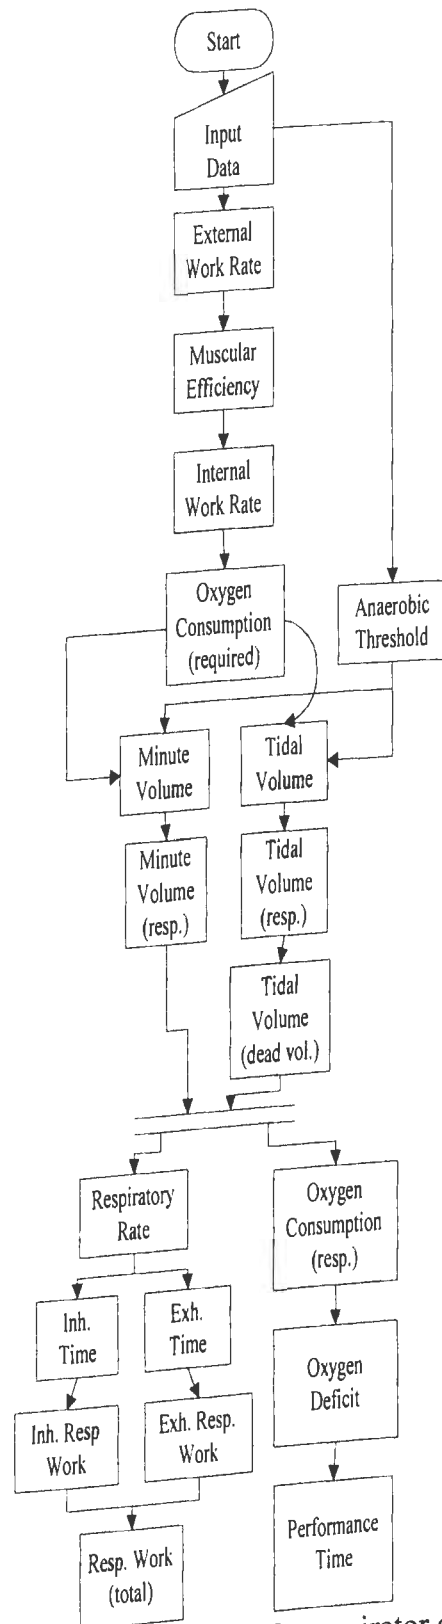 Start
Input
Data
External
Work Rate
Muscular
Efficiency
Internal
Work Rate
Oxygen
Consumption
(required)
Anaerobic
Threshold
Minute
Volume
Tidal
Volume
Minute
Volume
(resp.)
Tidal
Volume
(resp.)
Tidal
Volume
(dead vol.)
Respiratory
Rate
Oxygen
Consumption
(resp.)
Inh.
Time
Exh.
Time
Oxygen
Deficit
Inh. Resp
Work
Exh. Resp.
Work
Performance
Time
Resp. Work
(total)